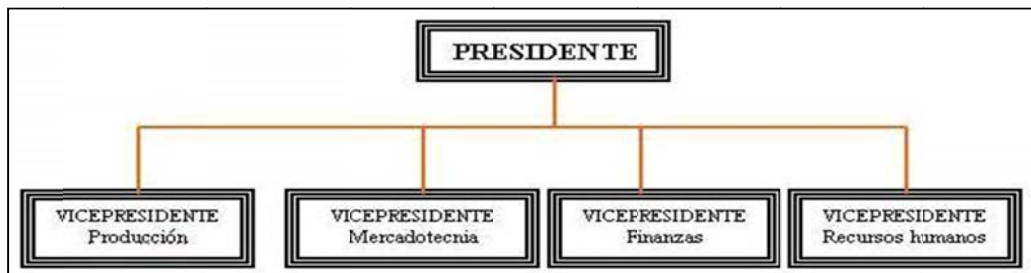 PRESIDENTE
VICEPRESIDENTE
Producción
VICEPRESIDENTE
Mercadotecnia
VICEPRESIDENTE
Finanzas
VICEPRESIDENTE
Recursos humanos